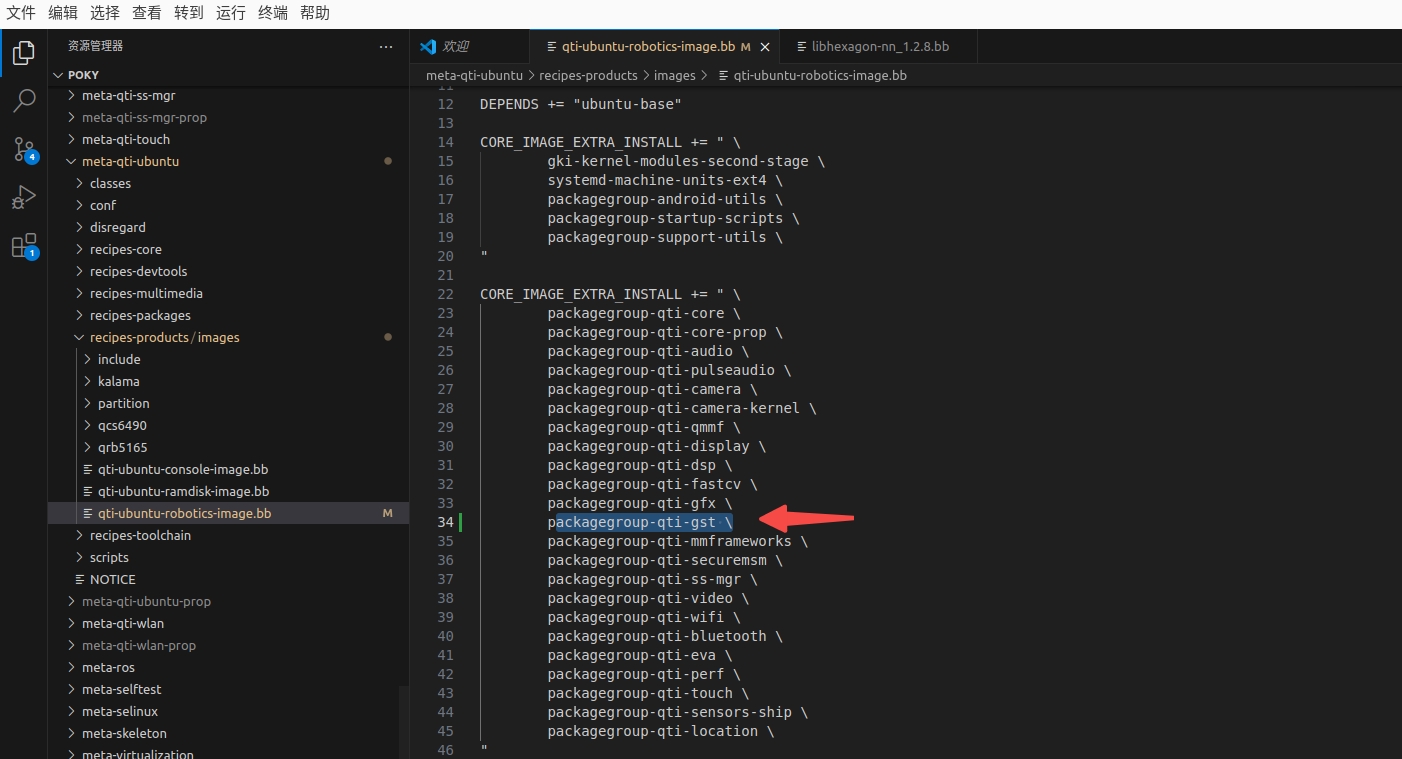 文件 编辑 选择 查看 转到 运行 终端 帮助
资源管理器 ···
POKY
meta-qti-ss-mgr
meta-qti-ss-mgr-prop
meta-qti-touch
meta-qti-ubuntu
classes
conf
disregard
recipes-core
recipes-devtools
recipes-multimedia
recipes-packages
recipes-products/images
include
kalama
partition
qcs6490
qrb5165
qti-ubuntu-console-image.bb
qti-ubuntu-ramdisk-image.bb
qti-ubuntu-robotics-image.bb M
recipes-toolchain
scripts
NOTICE
meta-qti-ubuntu-prop
meta-qti-wlan
meta-qti-wlan-prop
meta-ros
meta-selftest
meta-selinux
meta-skeleton
meta-virtualization
4
1
欢迎 qti-ubuntu-robotics-image.bb M libhexagon-nn_1.2.8.bb
meta-qti-ubuntu > recipes-products > images > qti-ubuntu-robotics-image.bb
11
12 DEPENDS += "ubuntu-base"
13
14 CORE_IMAGE_EXTRA_INSTALL += " \
15 gki-kernel-modules-second-stage \
16 systemd-machine-units-ext4 \
17 packagegroup-android-utils \
18 packagegroup-startup-scripts \
19 packagegroup-support-utils \
20 "
21
22 CORE_IMAGE_EXTRA_INSTALL += " \
23 packagegroup-qti-core \
24 packagegroup-qti-core-prop \
25 packagegroup-qti-audio \
26 packagegroup-qti-pulseaudio \
27 packagegroup-qti-camera \
28 packagegroup-qti-camera-kernel \
29 packagegroup-qti-qmmf \
30 packagegroup-qti-display \
31 packagegroup-qti-dsp \
32 packagegroup-qti-fastcv \
33 packagegroup-qti-gfx \
34 packagegroup-qti-gst \
35 packagegroup-qti-mmframeworks \
36 packagegroup-qti-securemsm \
37 packagegroup-qti-ss-mgr \
38 packagegroup-qti-video \
39 packagegroup-qti-wifi \
40 packagegroup-qti-bluetooth \
41 packagegroup-qti-eva \
42 packagegroup-qti-perf \
43 packagegroup-qti-touch \
44 packagegroup-qti-sensors-ship \
45 packagegroup-qti-location \
46 "